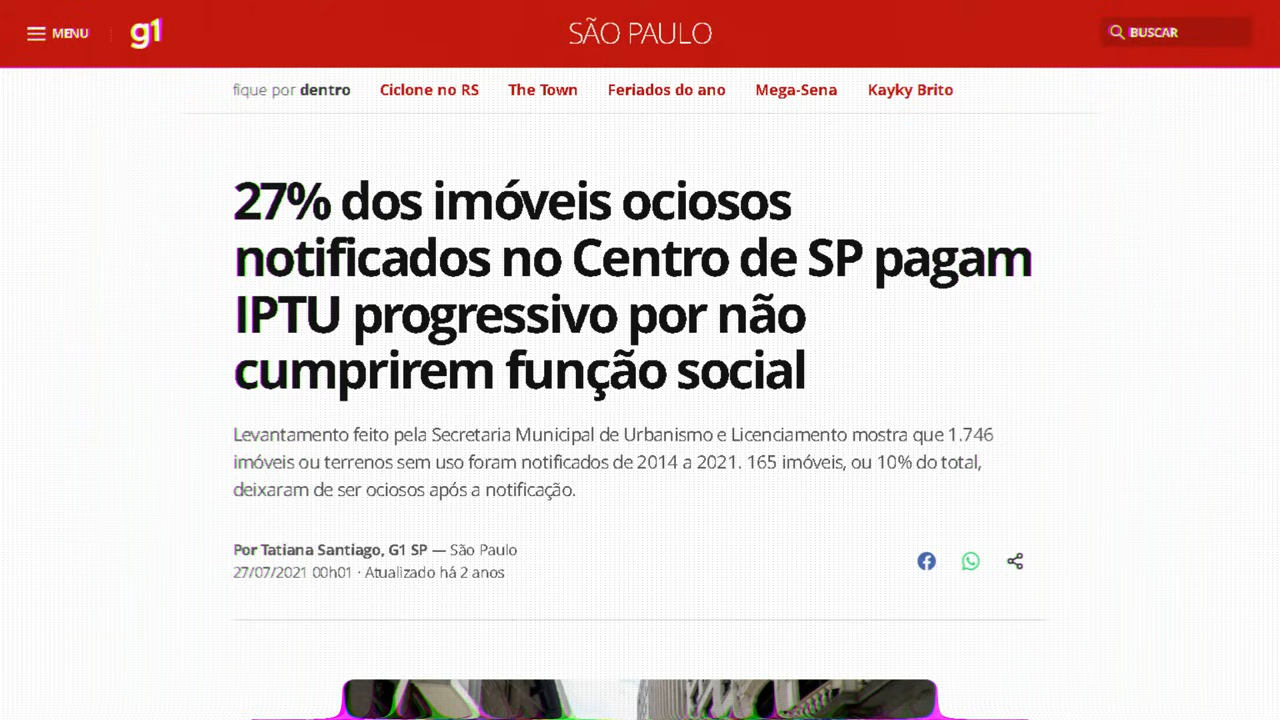 MENU
g1
SÃO PAULO
BUSCAR
fique por dentro
Ciclone no RS
The Town
Feriados do ano
Mega-Sena
Kayky Brito
27% dos imóveis ociosos
notificados no Centro de SP pagam
IPTU progressivo por não
cumprirem função social
Levantamento feito pela Secretaria Municipal de Urbanismo e Licenciamento mostra que 1.746
imóveis ou terrenos sem uso foram notificados de 2014 a 2021. 165 imóveis, ou 10% do total,
deixaram de ser ociosos após a notificação.
Por Tatiana Santiago, G1 SP — São Paulo
27/07/2021 00h01 · Atualizado há 2 anos